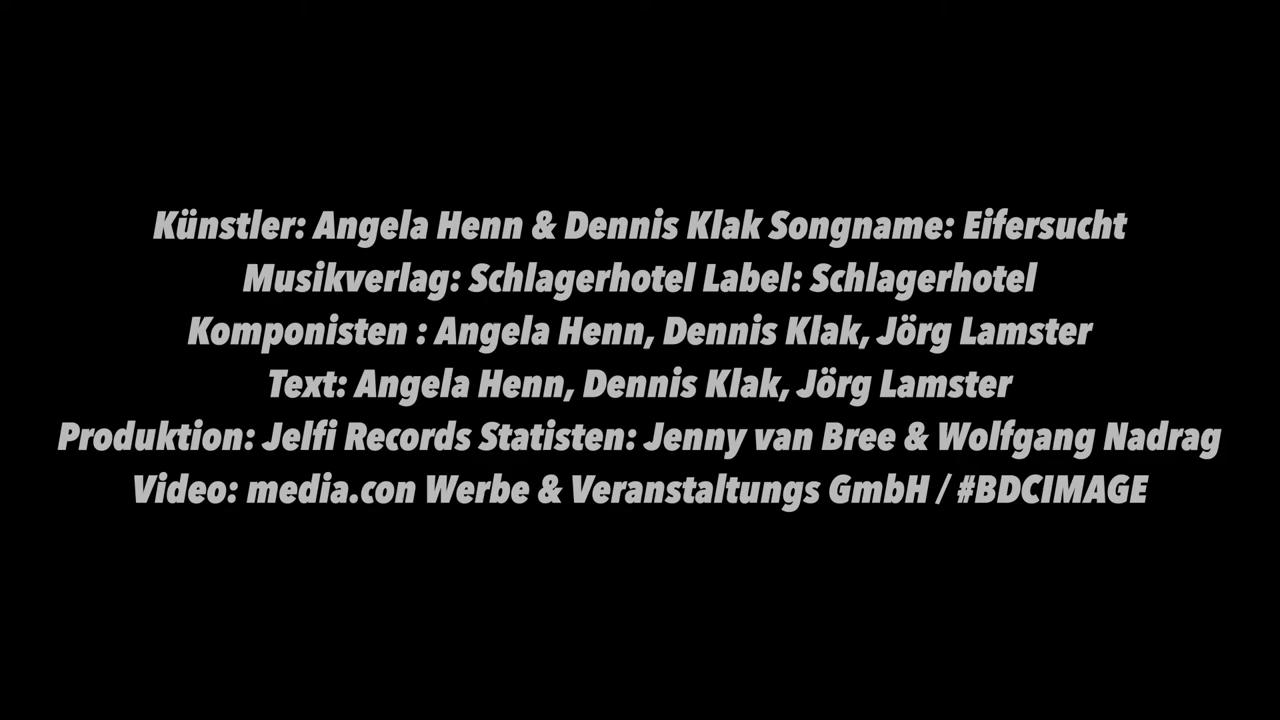 Künstler: Angela Henn & Dennis Klak Songname: Eifersucht
Musikverlag: Schlagerhotel Label: Schlagerhotel
Komponisten : Angela Henn, Dennis Klak, Jörg Lamster
Text: Angela Henn, Dennis Klak, Jörg Lamster
Produktion: Jelfi Records Statisten: Jenny van Bree & Wolfgang Nadrag
Video: media.con Werbe & Veranstaltungs GmbH / #BDCIMAGE